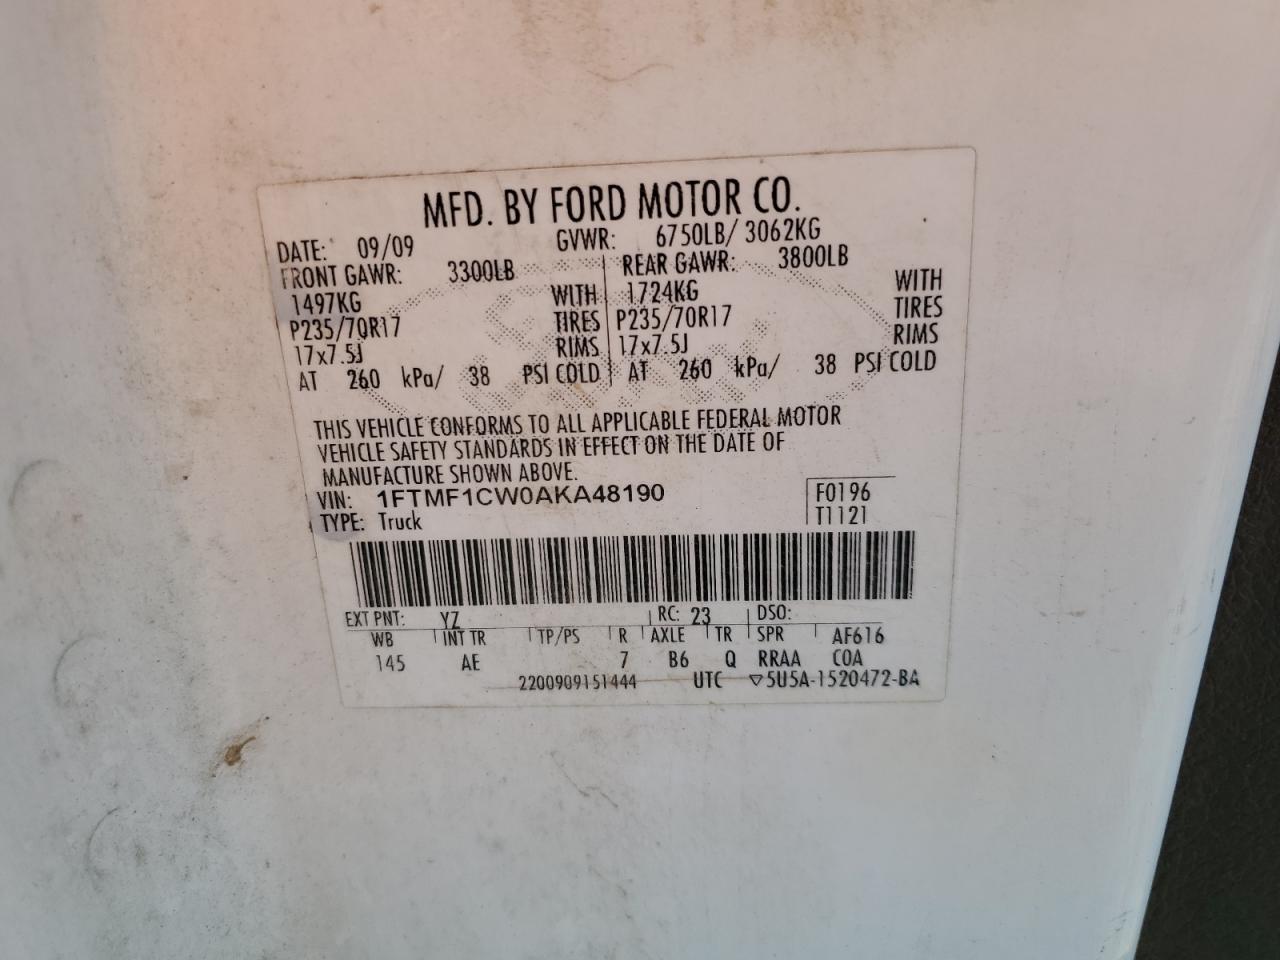 MFD. BY FORD MOTOR CO.
DATE: 09/09 GVWR: 6750LB/ 3062KG
FRONT GAWR: 3300LB REAR GAWR: 3800LB
1497KG WITH 1724KG WITH
P235/70R17 TIRES P235/70R17 TIRES
17x7.5J RIMS 17x7.5J RIMS
AT 260 kPa/ 38 PSI COLD AT 260 kPa/ 38 PSI COLD
THIS VEHICLE CONFORMS TO ALL APPLICABLE FEDERAL MOTOR
VEHICLE SAFETY STANDARDS IN EFFECT ON THE DATE OF
MANUFACTURE SHOWN ABOVE.
VIN: 1FTMF1CW0AKA48190 F0196
TYPE: Truck T1121
EXT PNT: YZ RC: 23 DSO:
WB INT TR TP/PS R AXLE TR SPR AF616
145 AE 7 B6 Q RRAA COA
2200909151444 UTC ▽5U5A-1520472-BA